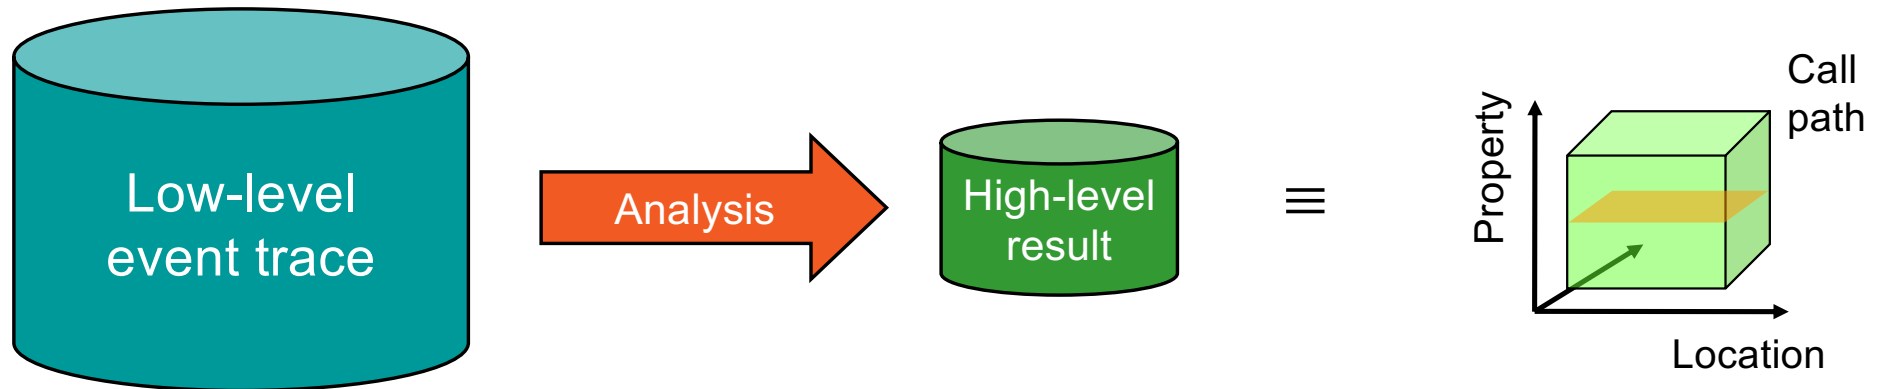 Low-level
event trace
Analysis
High-level
result
≡
Property
Call
path
Location